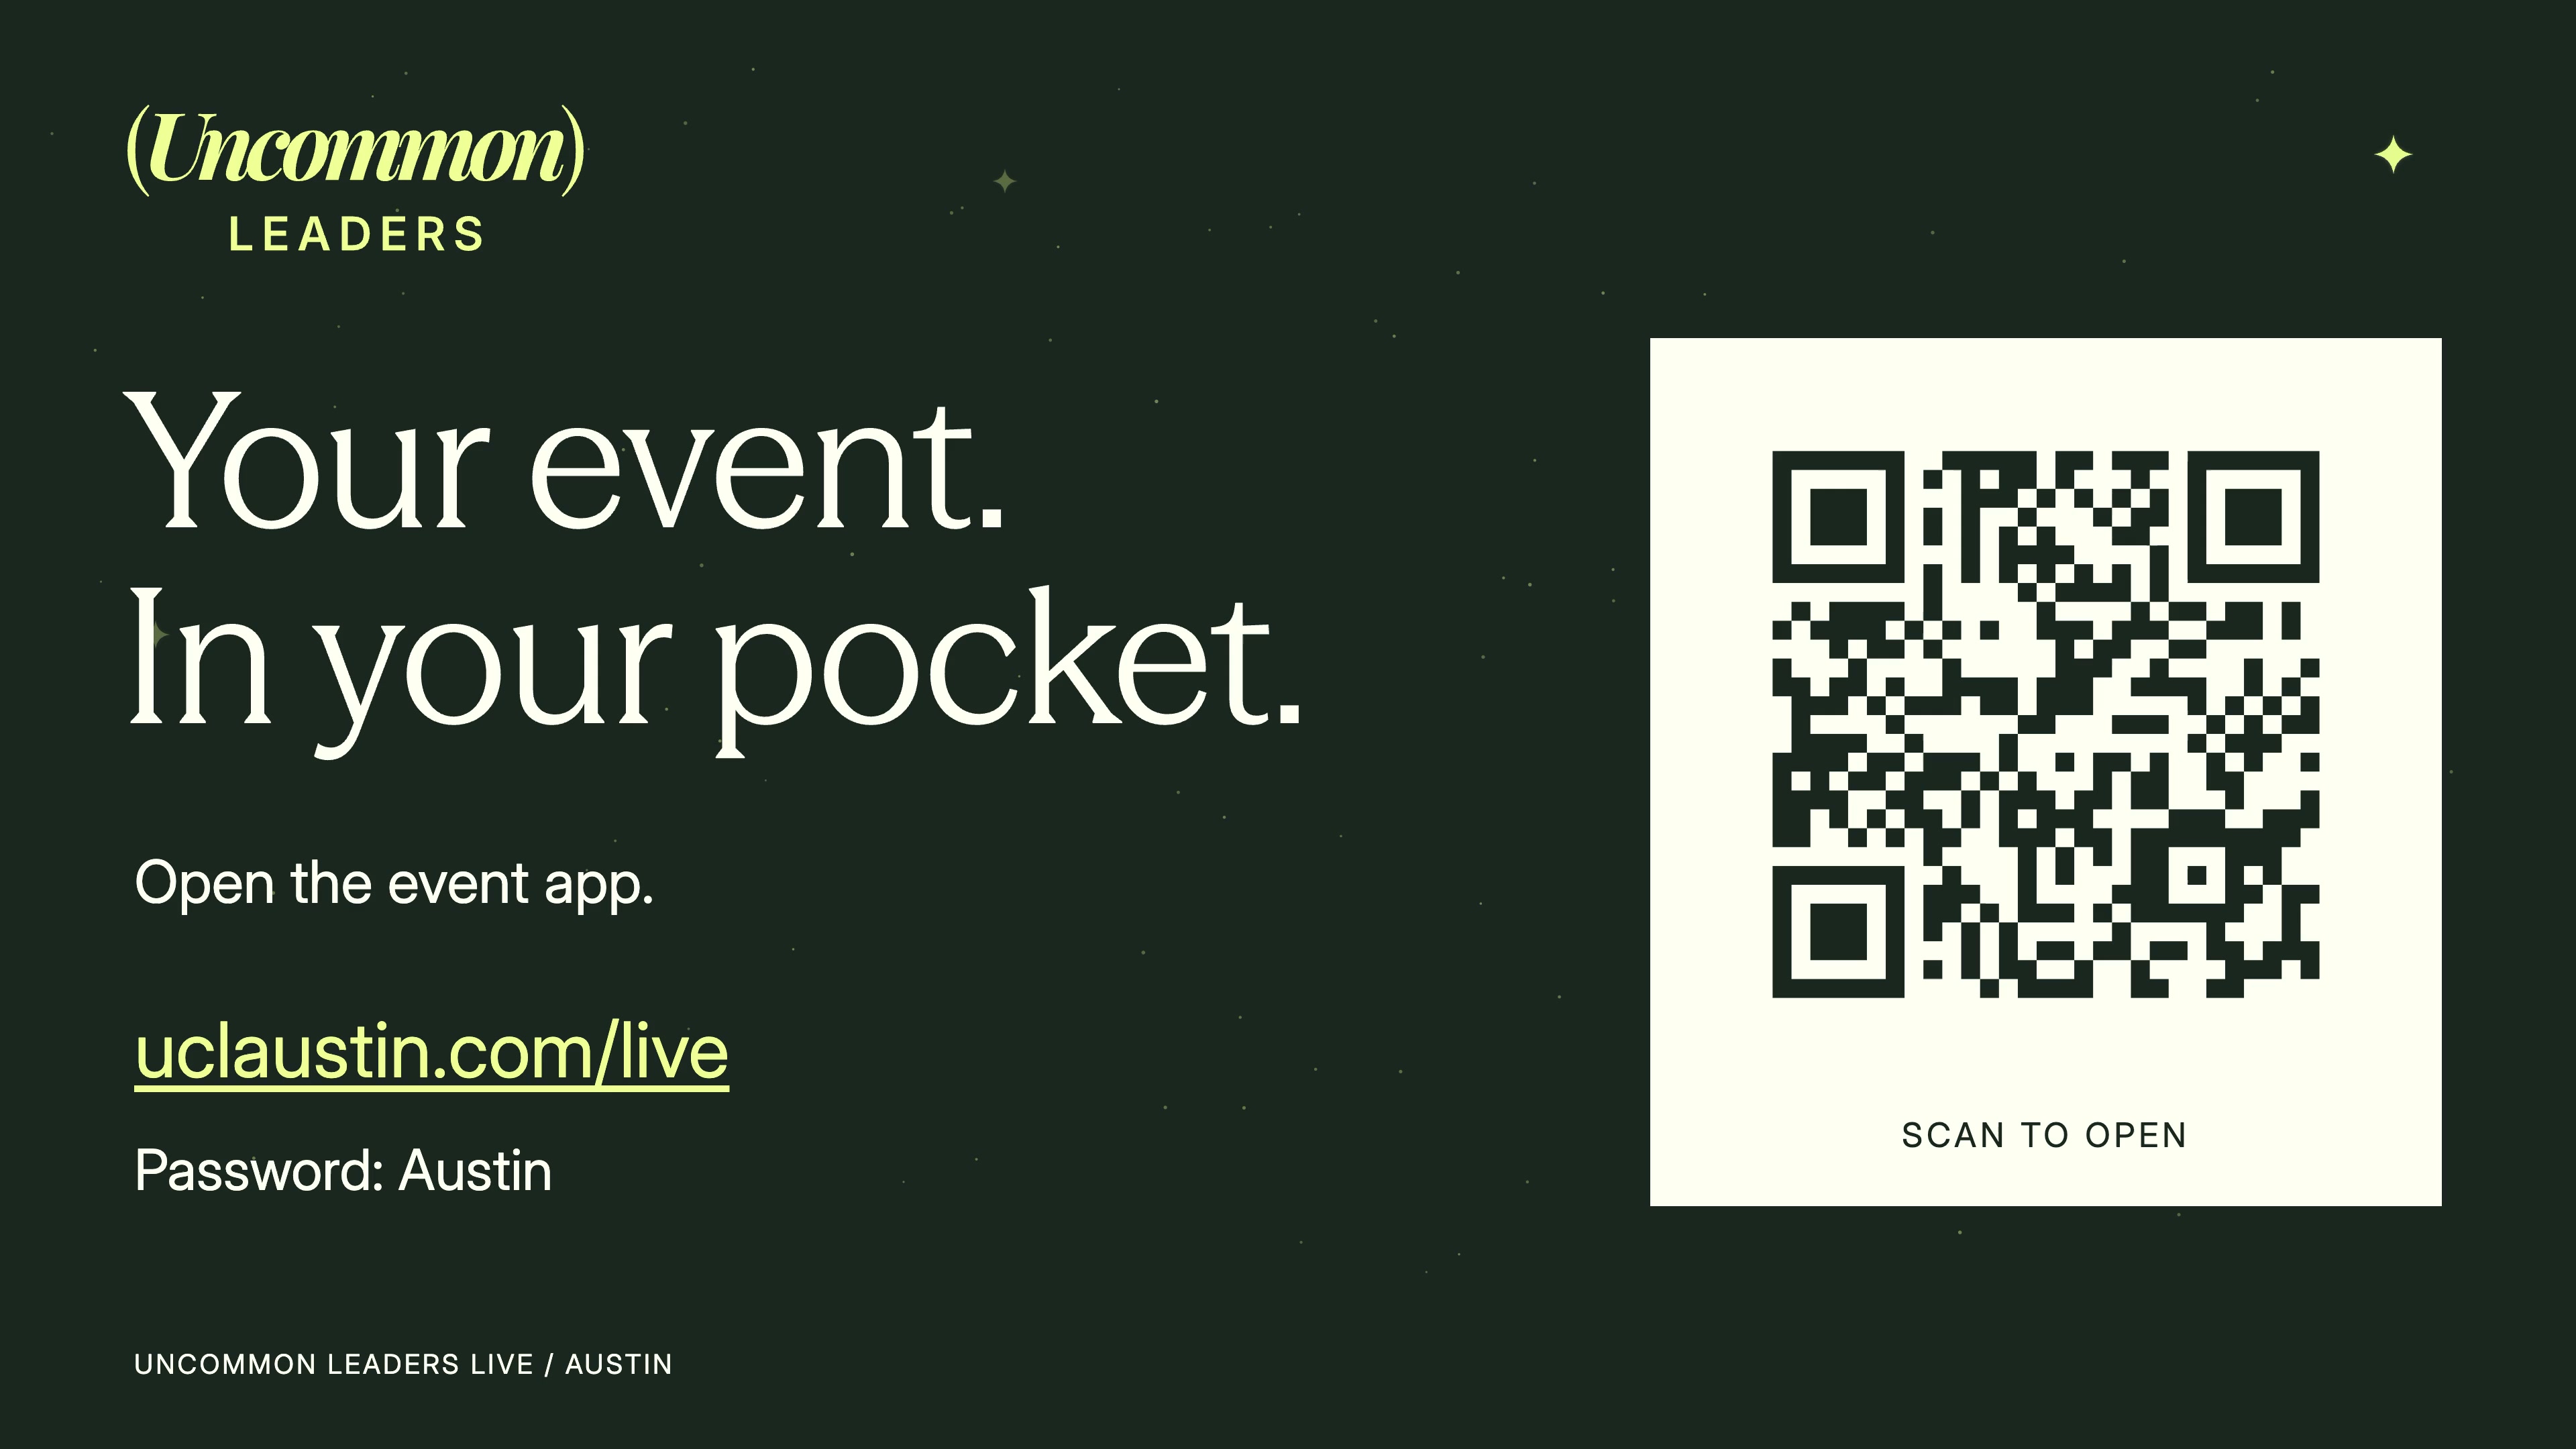 (Uncommon)
LEADERS
Your event.
In your pocket.
Open the event app.
uclaustin.com/live
Password: Austin
SCAN TO OPEN
UNCOMMON LEADERS LIVE / AUSTIN